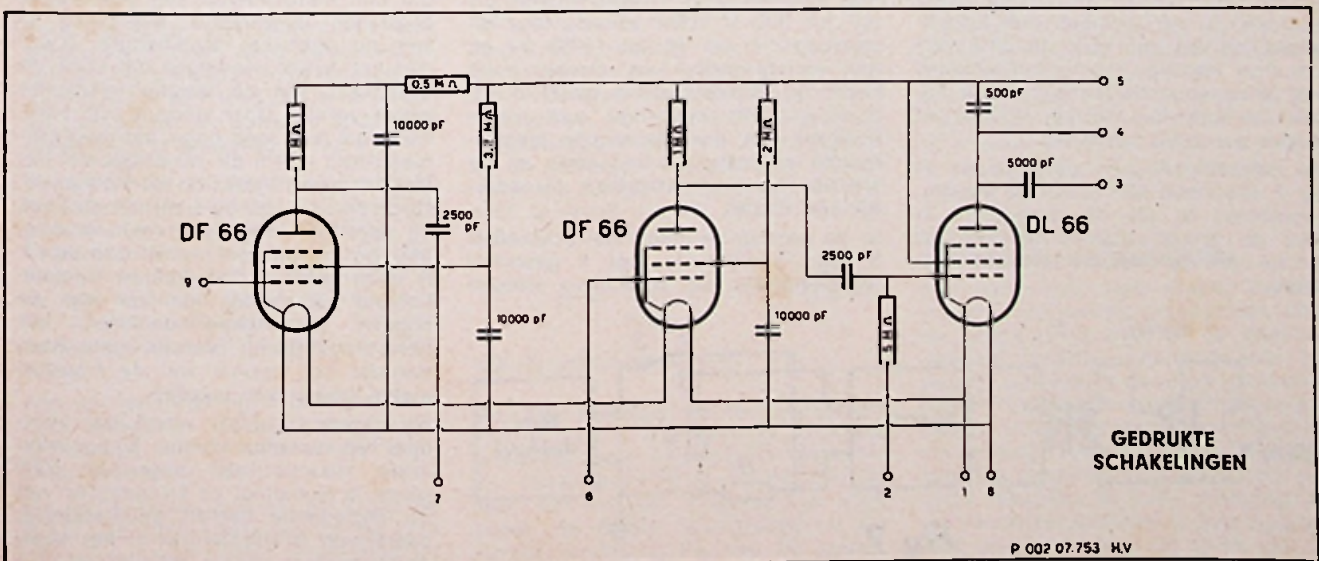 0.5 MΩ
5
1 MΩ
10000 pF
3.2 MΩ
1 MΩ
2 MΩ
500 pF
4
5000 pF
3
DF 66
2500
pF
DF 66
DL 66
9
2500 pF
10000 pF
10000 pF
5 MΩ
7
6
2
1
8
GEDRUKTE
SCHAKELINGEN
P 002 07.753 H.V